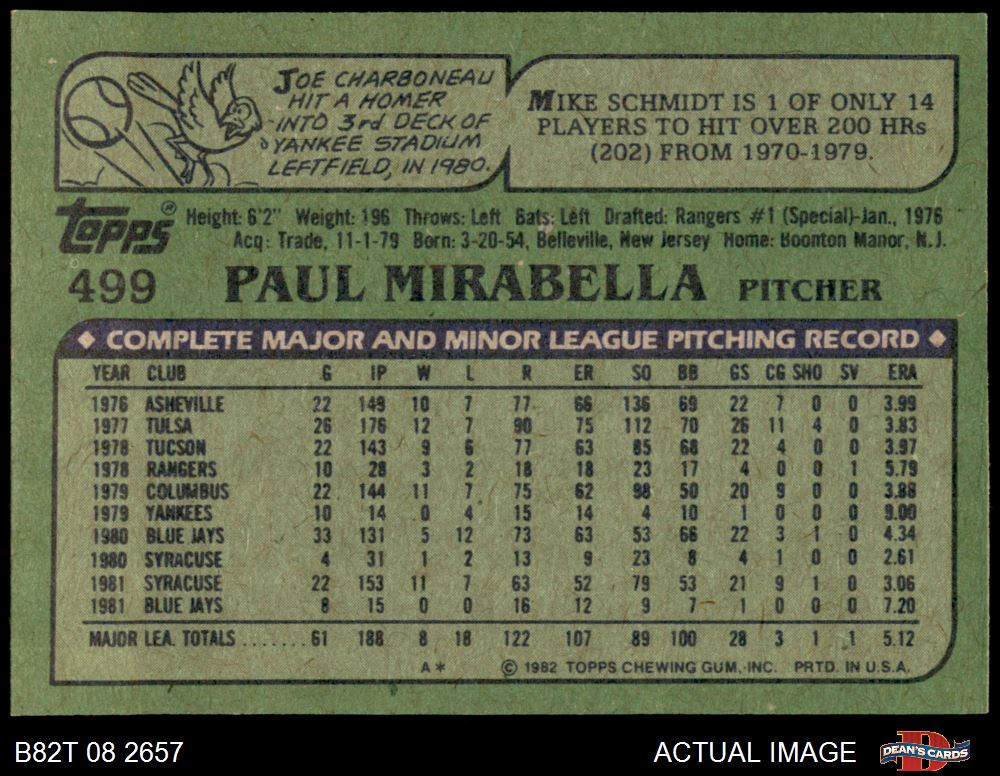 JOE CHARBONEAU
HIT A HOMER
INTO 3rd DECK OF
YANKEE STADIUM
LEFTFIELD, IN 1980.
MIKE SCHMIDT IS 1 OF ONLY 14
PLAYERS TO HIT OVER 200 HRs
(202) FROM 1970-1979.
topps® Height: 6'2" Weight: 196 Throws: Left Bats: Left Drafted: Rangers #1 (Special)-Jan., 1976
Acq: Trade, 11-1-79 Born: 3-20-54, Belleville, New Jersey Home: Boonton Manor, N.J.
499 PAUL MIRABELLA PITCHER
◆ COMPLETE MAJOR AND MINOR LEAGUE PITCHING RECORD ◆
YEAR CLUB G IP W L R ER SO BB GS CG SHO SV ERA
1976 ASHEVILLE 22 149 10 7 77 66 136 69 22 7 0 0 3.99
1977 TULSA 26 176 12 7 90 75 112 70 26 11 4 0 3.83
1978 TUCSON 22 143 9 6 77 63 85 68 22 4 0 0 3.97
1978 RANGERS 10 28 3 2 18 18 23 17 4 0 0 1 5.79
1979 COLUMBUS 22 144 11 7 75 62 98 50 20 9 0 0 3.88
1979 YANKEES 10 14 0 4 15 14 4 10 1 0 0 0 9.00
1980 BLUE JAYS 33 131 5 12 73 63 53 66 22 3 1 0 4.34
1980 SYRACUSE 4 31 1 2 13 9 23 8 4 1 0 0 2.61
1981 SYRACUSE 22 153 11 7 63 52 79 53 21 9 1 0 3.06
1981 BLUE JAYS 8 15 0 0 16 12 9 7 1 0 0 0 7.20
MAJOR LEA. TOTALS ....... 61 188 8 18 122 107 89 100 28 3 1 1 5.12
A* © 1982 TOPPS CHEWING GUM, INC. PRTD. IN U.S.A.
B82T 08 2657 ACTUAL IMAGE DEAN'S CARDS